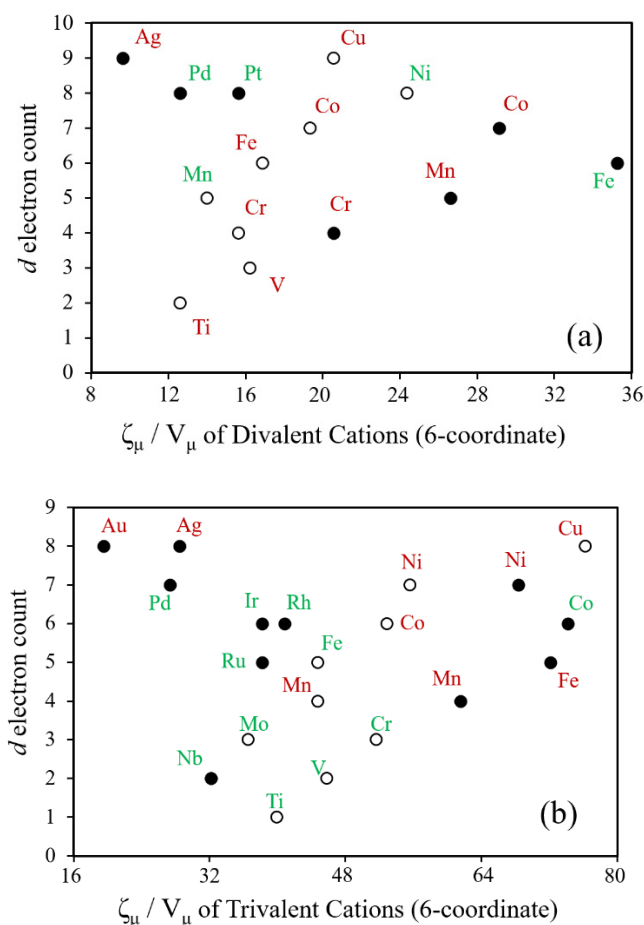 10
Ag
Cu
9
Pd
Pt
Ni
8
Co
Co
7
Fe
6
Mn
Mn
Fe
5
Cr
Cr
4
3
V
2
Ti
1
(a)
0
d electron count
8 12 16 20 24 28 32 36
ζμ / Vμ of Divalent Cations (6-coordinate)
9
Au
Ag
Cu
8
Ni
Ni
7
Pd
Ir
Rh
Co
6
Co
Ru
Fe
5
Mn
Mn
Fe
4
Mo
Cr
3
Nb
V
2
Ti
1
(b)
0
d electron count
16 32 48 64 80
ζμ / Vμ of Trivalent Cations (6-coordinate)